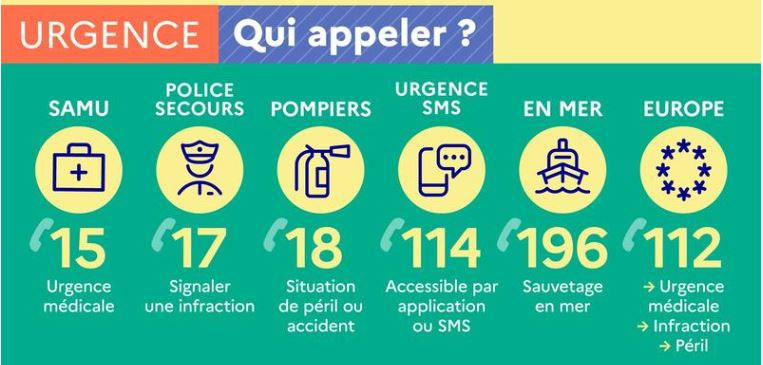 URGENCE Qui appeler ?
SAMU
15
Urgence
médicale
POLICE
SECOURS
17
Signaler
une infraction
POMPIERS
18
Situation
de péril ou
accident
URGENCE
SMS
114
Accessible par
application
ou SMS
EN MER
196
Sauvetage
en mer
EUROPE
112
→ Urgence
médicale
→ Infraction
→ Péril